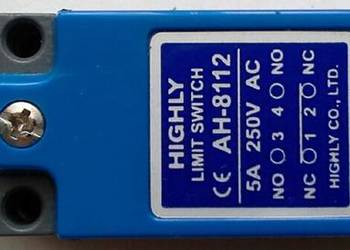 HIGHLY
LIMIT SWITCH
CE AH-8112
5A 250V AC
NO 3 4 NO
NC 1 2 NC
HIGHLY CO., LTD.